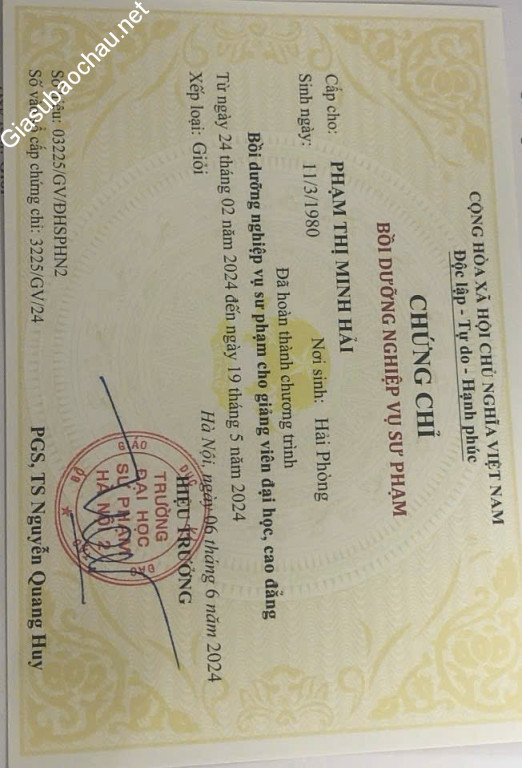 CỘNG HÒA XÃ HỘI CHỦ NGHĨA VIỆT NAM
Độc lập - Tự do - Hạnh phúc
CHỨNG CHỈ
BỒI DƯỠNG NGHIỆP VỤ SƯ PHẠM
Cấp cho: PHẠM THỊ MINH HẢI
Sinh ngày: 11/3/1980 Nơi sinh: Hải Phòng
Đã hoàn thành chương trình
Bồi dưỡng nghiệp vụ sư phạm cho giảng viên đại học, cao đẳng
Từ ngày 24 tháng 02 năm 2024 đến ngày 19 tháng 5 năm 2024
Xếp loại: Giỏi
Hà Nội, ngày 06 tháng 6 năm 2024
HIỆU TRƯỞNG
TRƯỜNG
ĐẠI HỌC
SƯ PHẠM
HÀ NỘI 2
PGS, TS Nguyễn Quang Huy
Số hiệu: 03225/GV/ĐHSPHN2
Số vào sổ cấp chứng chỉ: 3225/GV/24
Giasubaochau.net